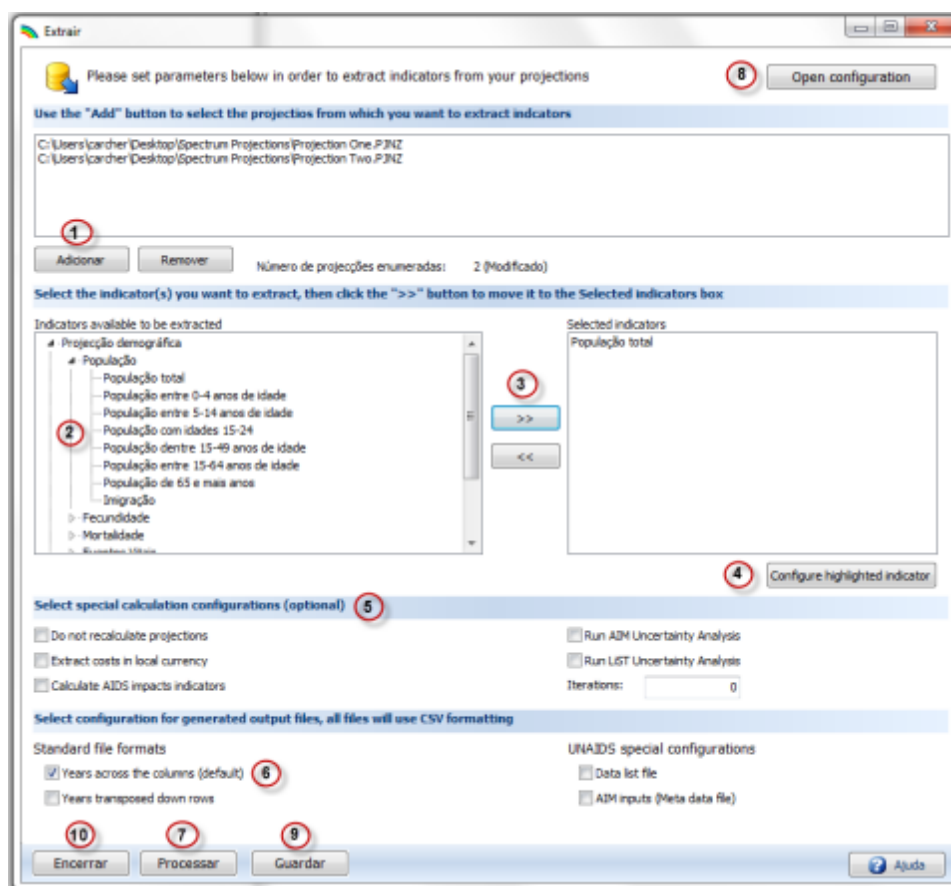 Extrair
Please set parameters below in order to extract indicators from your projections
8
Open configuration
Use the "Add" button to select the projectios from which you want to extract indcators
C:\Users\carcher\Desktop\Spectrum Projections\Projection One.PJNZ
C:\Users\carcher\Desktop\Spectrum Projections\Projection Two.PJNZ
1
Adicionar Remover Número de projecções enumeradas: 2 (Modificado)
Select the indicator(s) you want to extract, then click the ">>" button to move it to the Selected indicators box
Indicators available to be extracted
Projecção demográfica
População
População total
População entre 0-4 anos de idade
População entre 5-14 anos de idade
2
População com idades 15-24
População dentre 15-49 anos de idade
População entre 15-64 anos de idade
População de 65 e mais anos
Imigração
Fecundidade
Mortalidade
Eventos Vitais
3
>>
<<
Selected indicators
População total
4
Configure highlighted indicator
Select special calculation configurations (optional) 5
Do not recalculate projections
Extract costs in local currency
Calculate AIDS impacts indicators
Run AIM Uncertainty Analysis
Run LiST Uncertainty Analysis
Iterations: 0
Select configuration for generated output files, all files will use CSV formatting
Standard file formats
Years across the columns (default) 6
Years transposed down rows
UNAIDS special configurations
Data list file
AIM inputs (Meta data file)
10 7 9
Encerrar Processar Guardar Ajuda